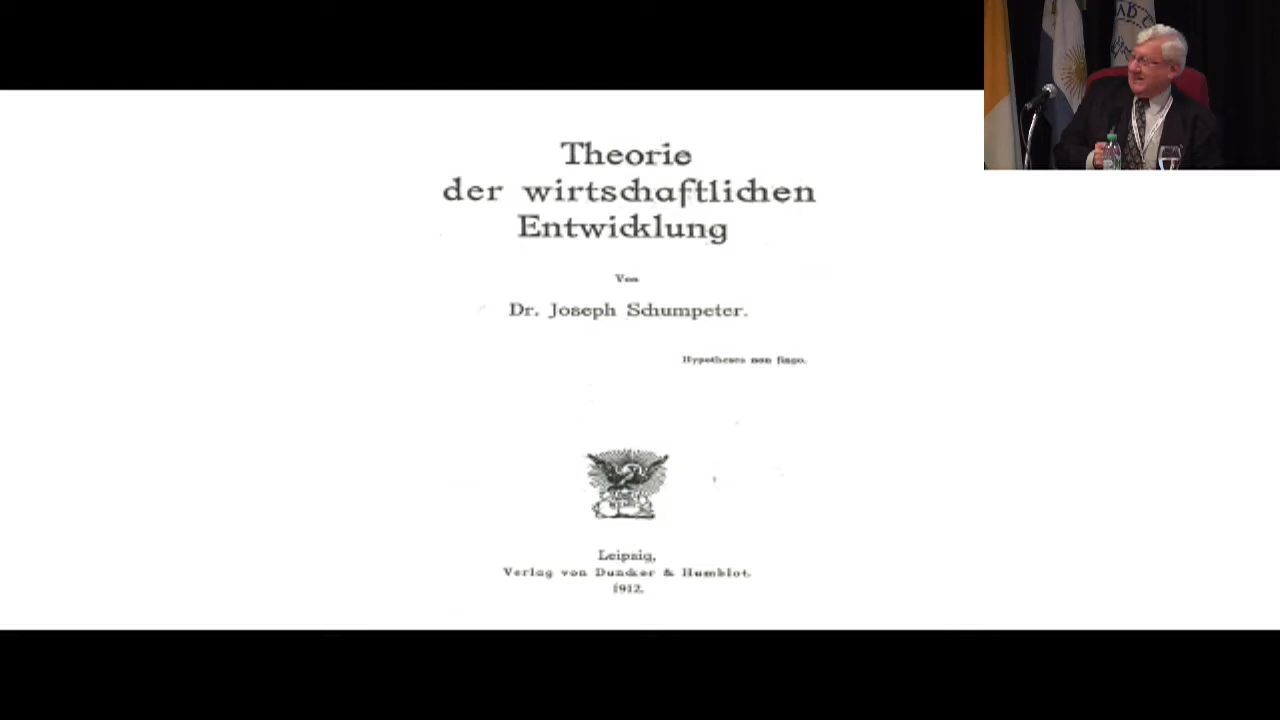 Theorie
der wirtschaftlichen
Entwicklung
Von
Dr. Joseph Schumpeter.
Hypotheses non fingo.
Leipzig,
Verlag von Duncker & Humblot.
1912.